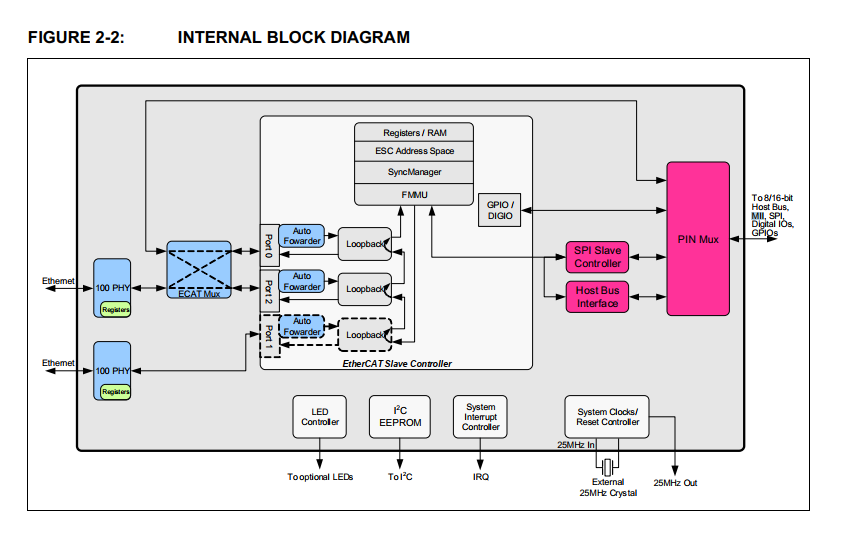 FIGURE 2-2: INTERNAL BLOCK DIAGRAM
Registers / RAM
ESC Address Space
SyncManager
FMMU
GPIO /
DIGIO
To 8/16-bit
Host Bus,
MII, SPI,
Digital IOs,
GPIOs
PIN Mux
Port 0
Auto
Fowarder
Loopback
SPI Slave
Controller
Ethernet
100 PHY
Registers
ECAT Mux
Port 2
Auto
Fowarder
Loopback
Host Bus
Interface
Port 1
Auto
Fowarder
Loopback
Ethernet
100 PHY
Registers
EtherCAT Slave Controller
LED
Controller
I²C
EEPROM
System
Interrupt
Controller
System Clocks/
Reset Controller
25MHz In
To optional LEDs
To I²C
IRQ
External
25MHz Crystal
25MHz Out